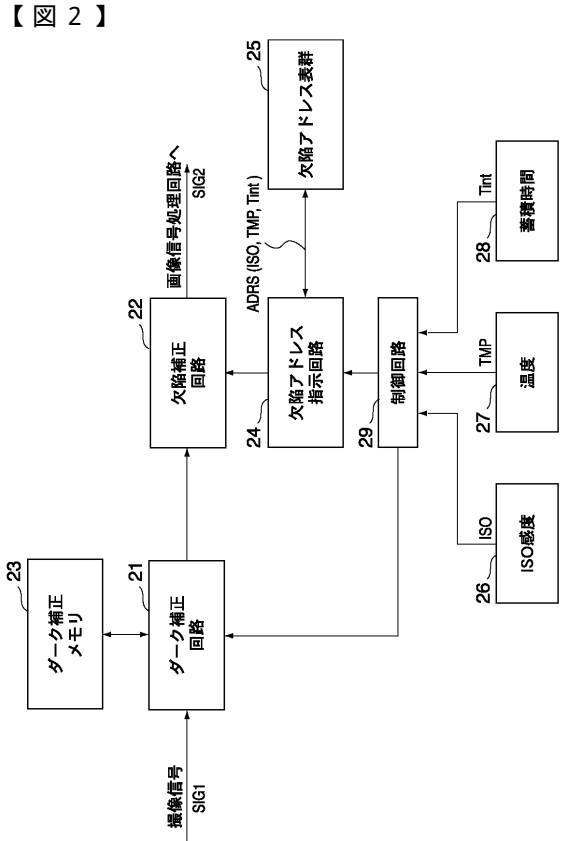 【図２】
撮像信号
SIG1
23
ダーク補正
メモリ
21
ダーク補正
回路
22
欠陥補正
回路
画像信号処理回路へ
SIG2
24
欠陥アドレス
指示回路
ADRS (ISO, TMP, Tint)
25
欠陥アドレス表群
29
制御回路
ISO
26
ISO感度
TMP
27
温度
Tint
28
蓄積時間